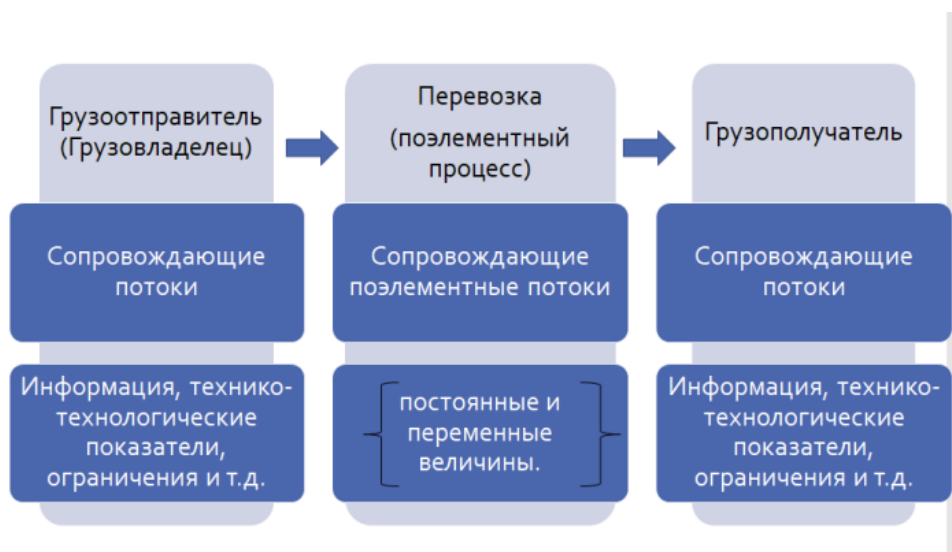 Грузоотправитель
(Грузовладелец)
Перевозка
(поэлементный
процесс)
Грузополучатель
Сопровождающие
потоки
Сопровождающие
поэлементные потоки
Сопровождающие
потоки
Информация, технико-
технологические
показатели,
ограничения и т.д.
постоянные и
переменные
величины.
Информация, технико-
технологические
показатели,
ограничения и т.д.